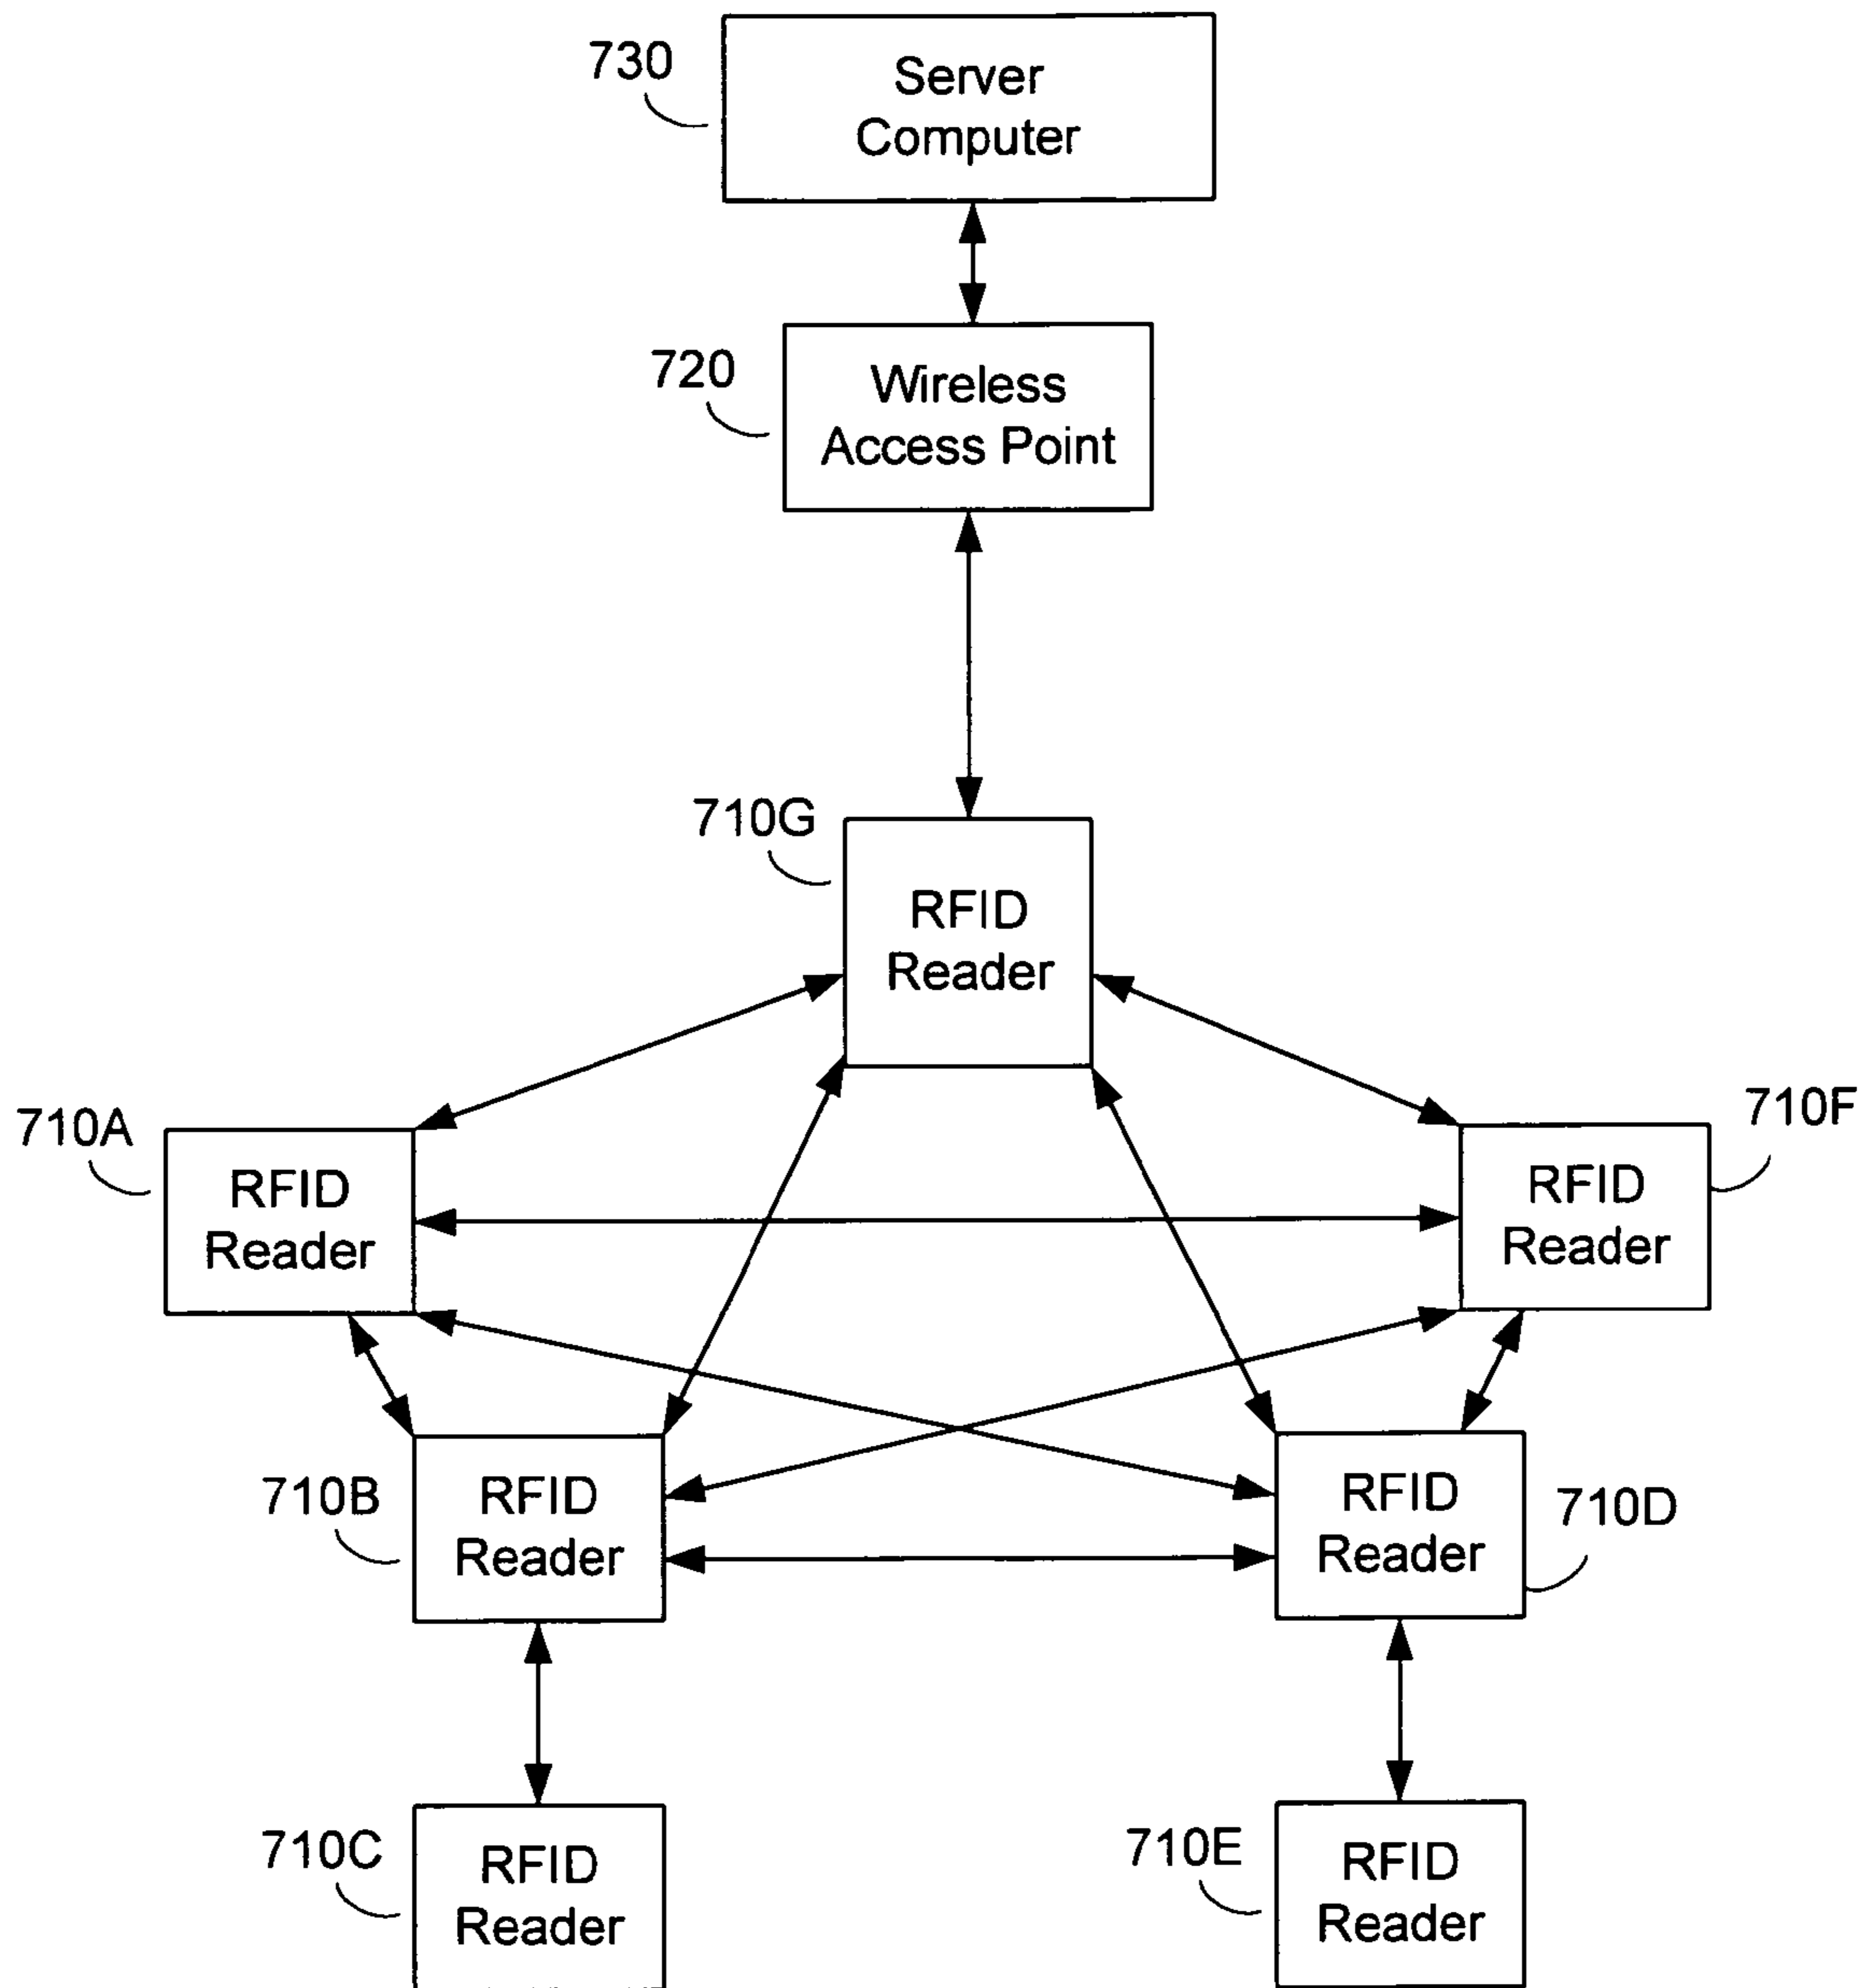 730
Server
Computer
720
Wireless
Access Point
710G
RFID
Reader
710A
RFID
Reader
710F
RFID
Reader
710B
RFID
Reader
710D
RFID
Reader
710C
RFID
Reader
710E
RFID
Reader